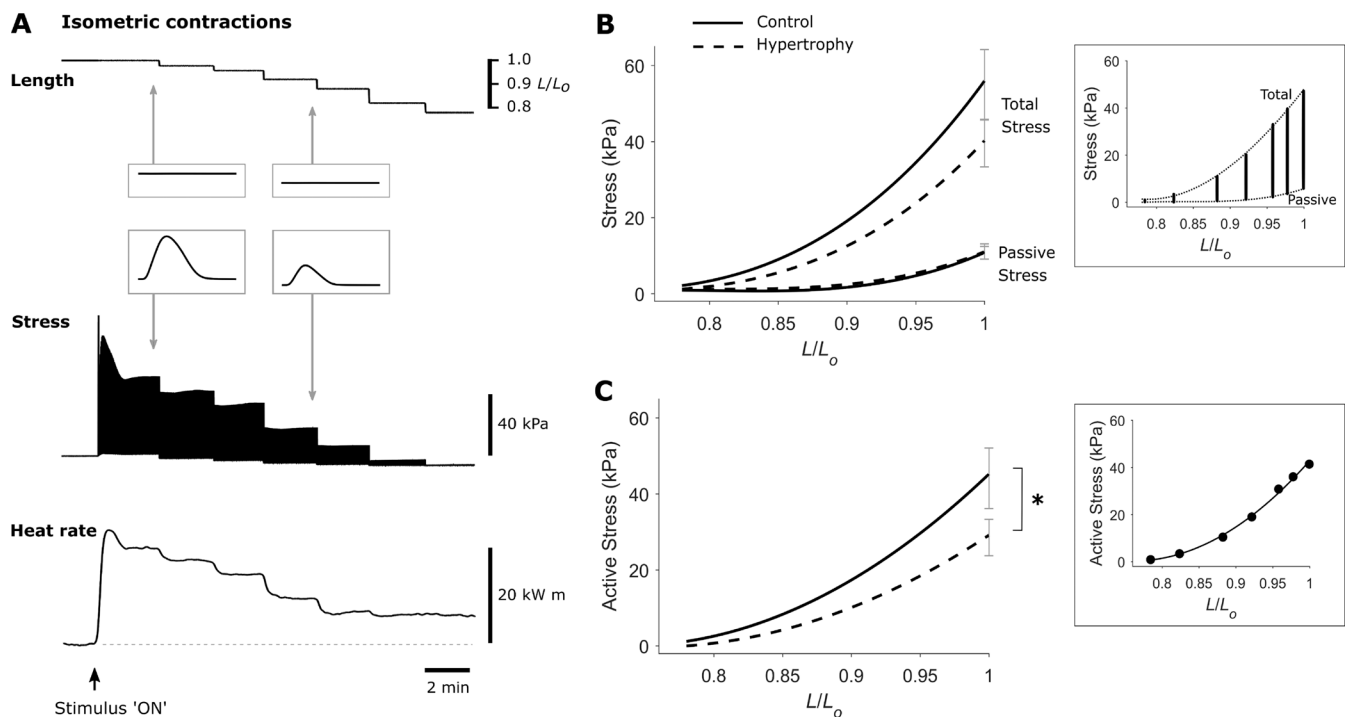 A Isometric contractions
Length
1.0
0.9 L/Lo
0.8
Stress
40 kPa
Heat rate
20 kW m
2 min
Stimulus 'ON'
B
Control
Hypertrophy
Stress (kPa)
60
40
20
0
Total
Stress
Passive
Stress
0.8 0.85 0.9 0.95 1
L/Lo
Stress (kPa)
60
40
20
0
Total
Passive
0.8 0.85 0.9 0.95 1
L/Lo
C
Active Stress (kPa)
60
40
20
0
*
0.8 0.85 0.9 0.95 1
L/Lo
Active Stress (kPa)
60
40
20
0
0.8 0.85 0.9 0.95 1
L/Lo